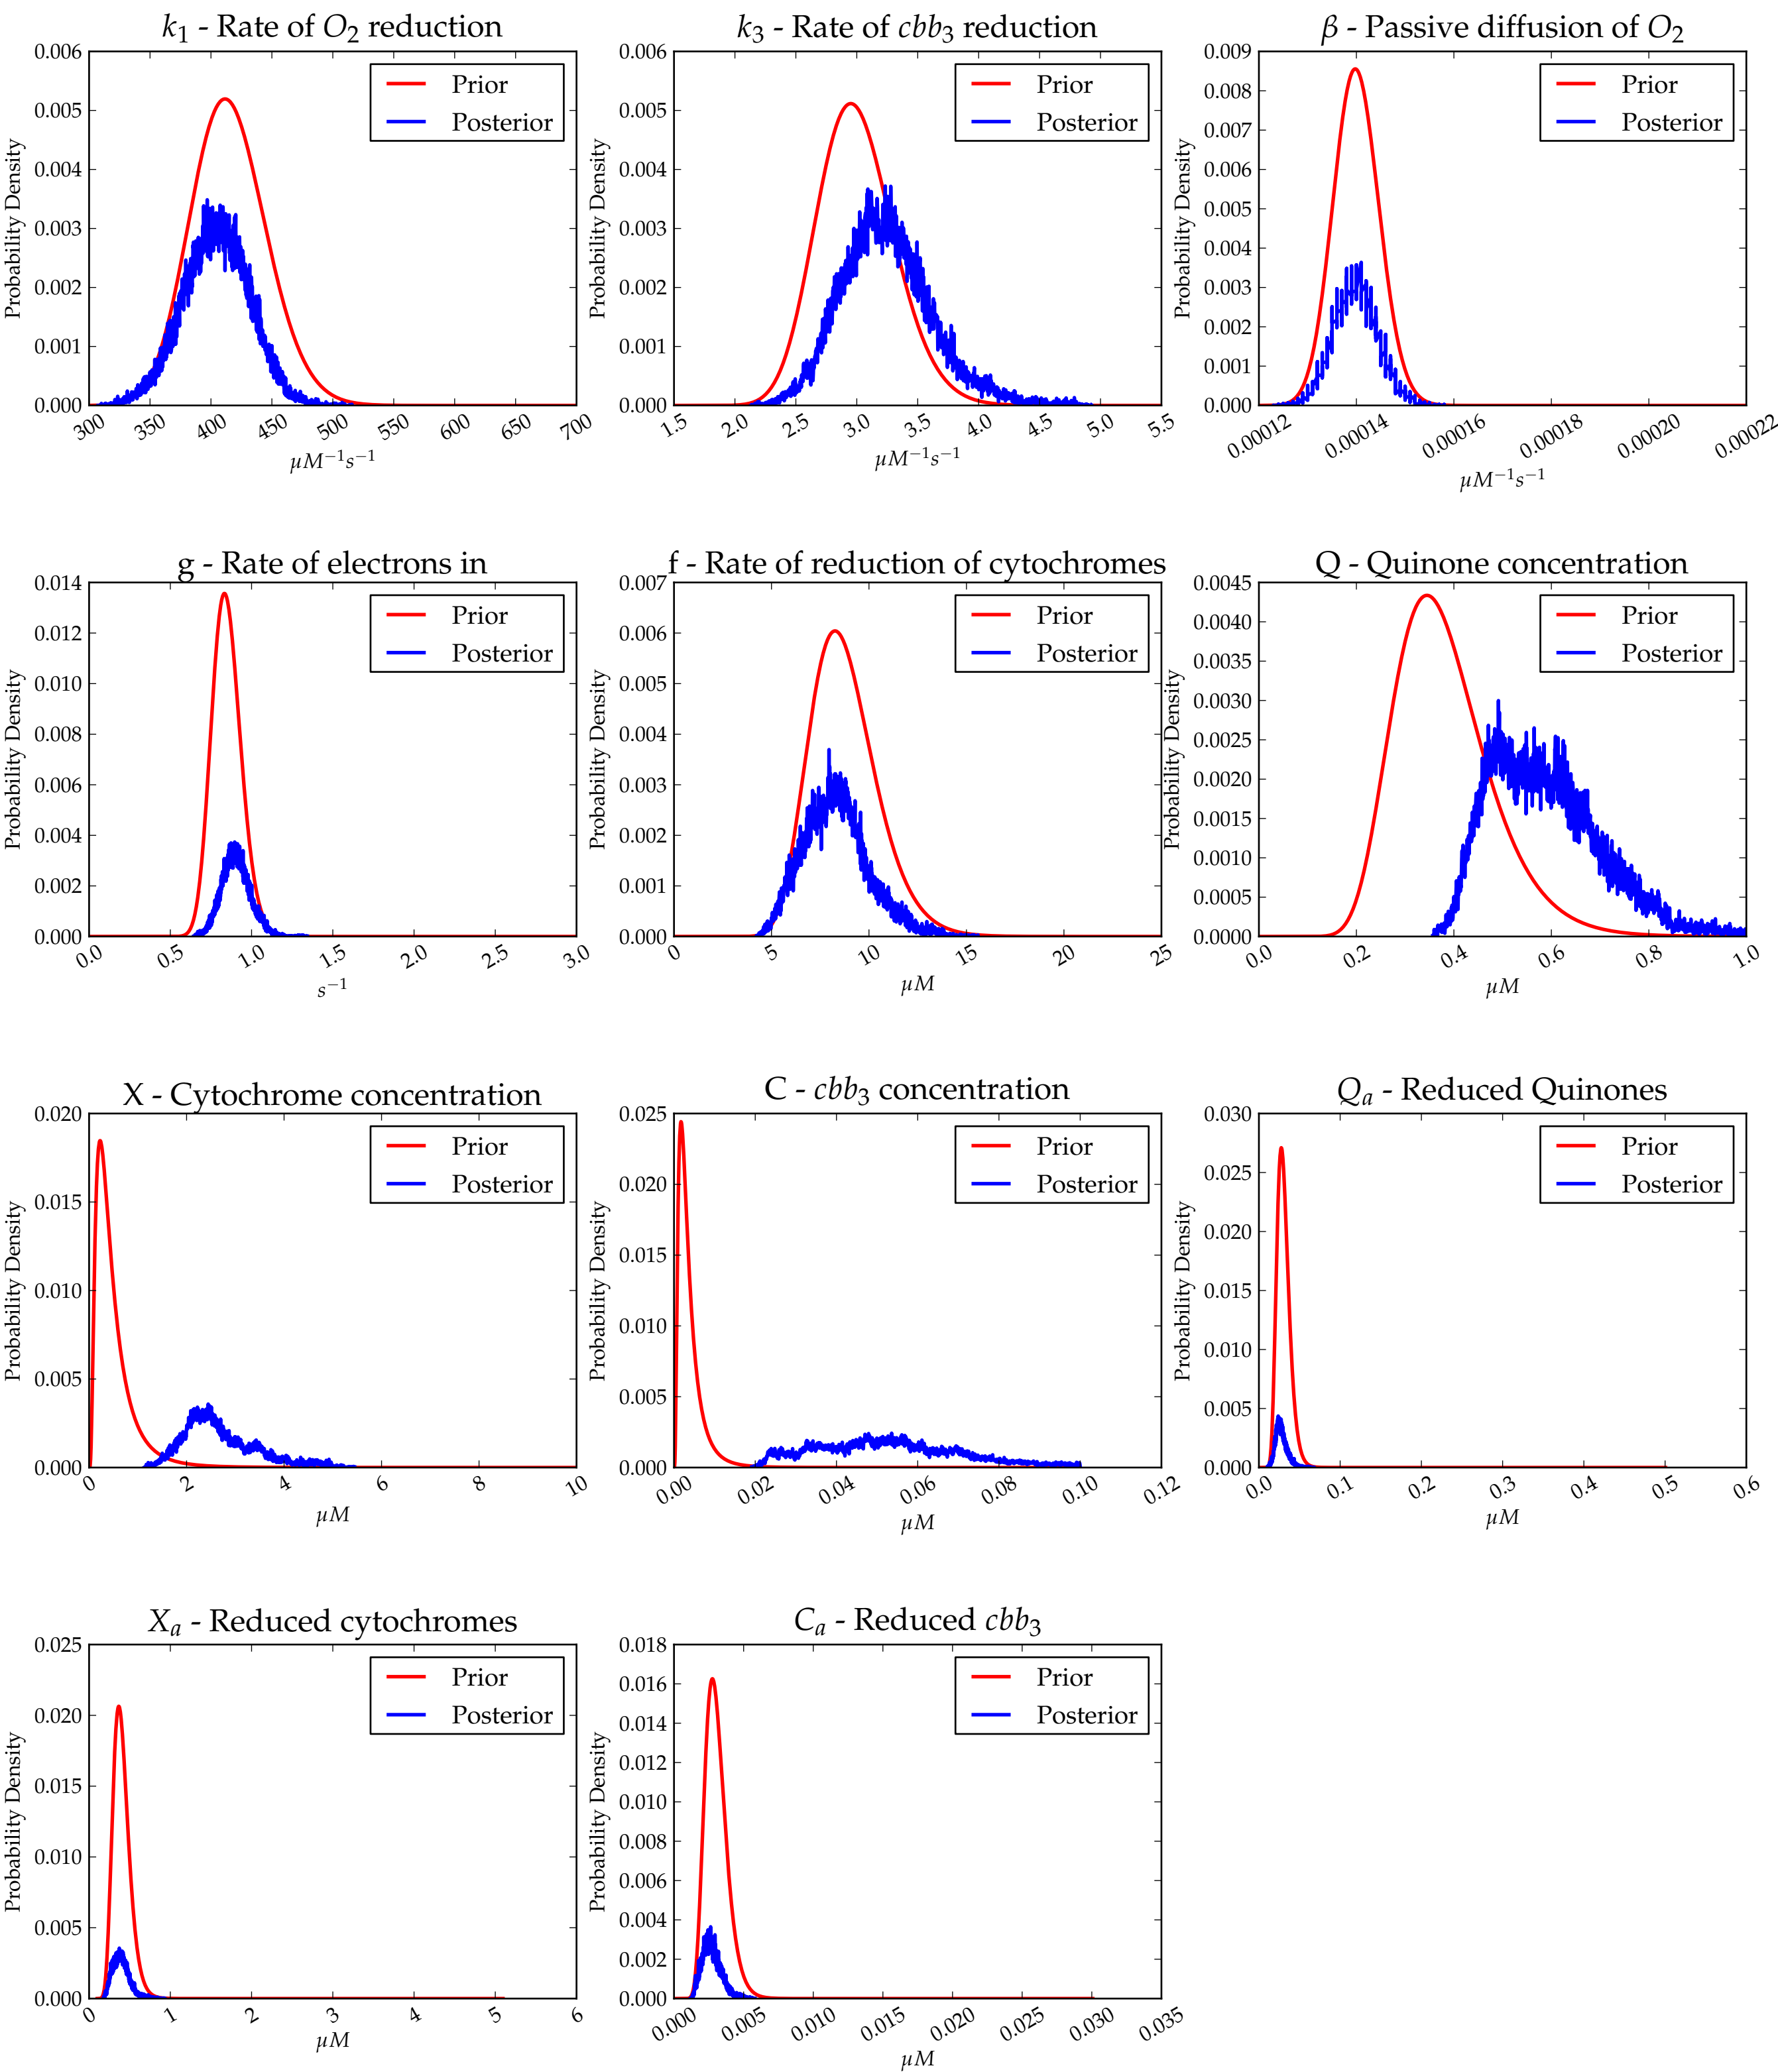 k₁ - Rate of O₂ reduction
0.006
0.005
0.004
0.003
0.002
0.001
0.000
Probability Density
Prior
Posterior
300 350 400 450 500 550 600 650 700
μM⁻¹s⁻¹
k₃ - Rate of cbb₃ reduction
0.006
0.005
0.004
0.003
0.002
0.001
0.000
Probability Density
Prior
Posterior
1.5 2.0 2.5 3.0 3.5 4.0 4.5 5.0 5.5
μM⁻¹s⁻¹
β - Passive diffusion of O₂
0.009
0.008
0.007
0.006
0.005
0.004
0.003
0.002
0.001
0.000
Probability Density
Prior
Posterior
0.00012 0.00014 0.00016 0.00018 0.00020 0.00022
μM⁻¹s⁻¹
g - Rate of electrons in
0.014
0.012
0.010
0.008
0.006
0.004
0.002
0.000
Probability Density
Prior
Posterior
0.0 0.5 1.0 1.5 2.0 2.5 3.0
s⁻¹
f - Rate of reduction of cytochromes
0.007
0.006
0.005
0.004
0.003
0.002
0.001
0.000
Probability Density
Prior
Posterior
0 5 10 15 20 25
μM
Q - Quinone concentration
0.0045
0.0040
0.0035
0.0030
0.0025
0.0020
0.0015
0.0010
0.0005
0.0000
Probability Density
Prior
Posterior
0.0 0.2 0.4 0.6 0.8 1.0
μM
X - Cytochrome concentration
0.020
0.015
0.010
0.005
0.000
Probability Density
Prior
Posterior
0 2 4 6 8 10
μM
C - cbb₃ concentration
0.025
0.020
0.015
0.010
0.005
0.000
Probability Density
Prior
Posterior
0.00 0.02 0.04 0.06 0.08 0.10 0.12
μM
Qₐ - Reduced Quinones
0.030
0.025
0.020
0.015
0.010
0.005
0.000
Probability Density
Prior
Posterior
0.0 0.1 0.2 0.3 0.4 0.5 0.6
μM
Xₐ - Reduced cytochromes
0.025
0.020
0.015
0.010
0.005
0.000
Probability Density
Prior
Posterior
0 1 2 3 4 5 6
μM
Cₐ - Reduced cbb₃
0.018
0.016
0.014
0.012
0.010
0.008
0.006
0.004
0.002
0.000
Probability Density
Prior
Posterior
0.000 0.005 0.010 0.015 0.020 0.025 0.030 0.035
μM